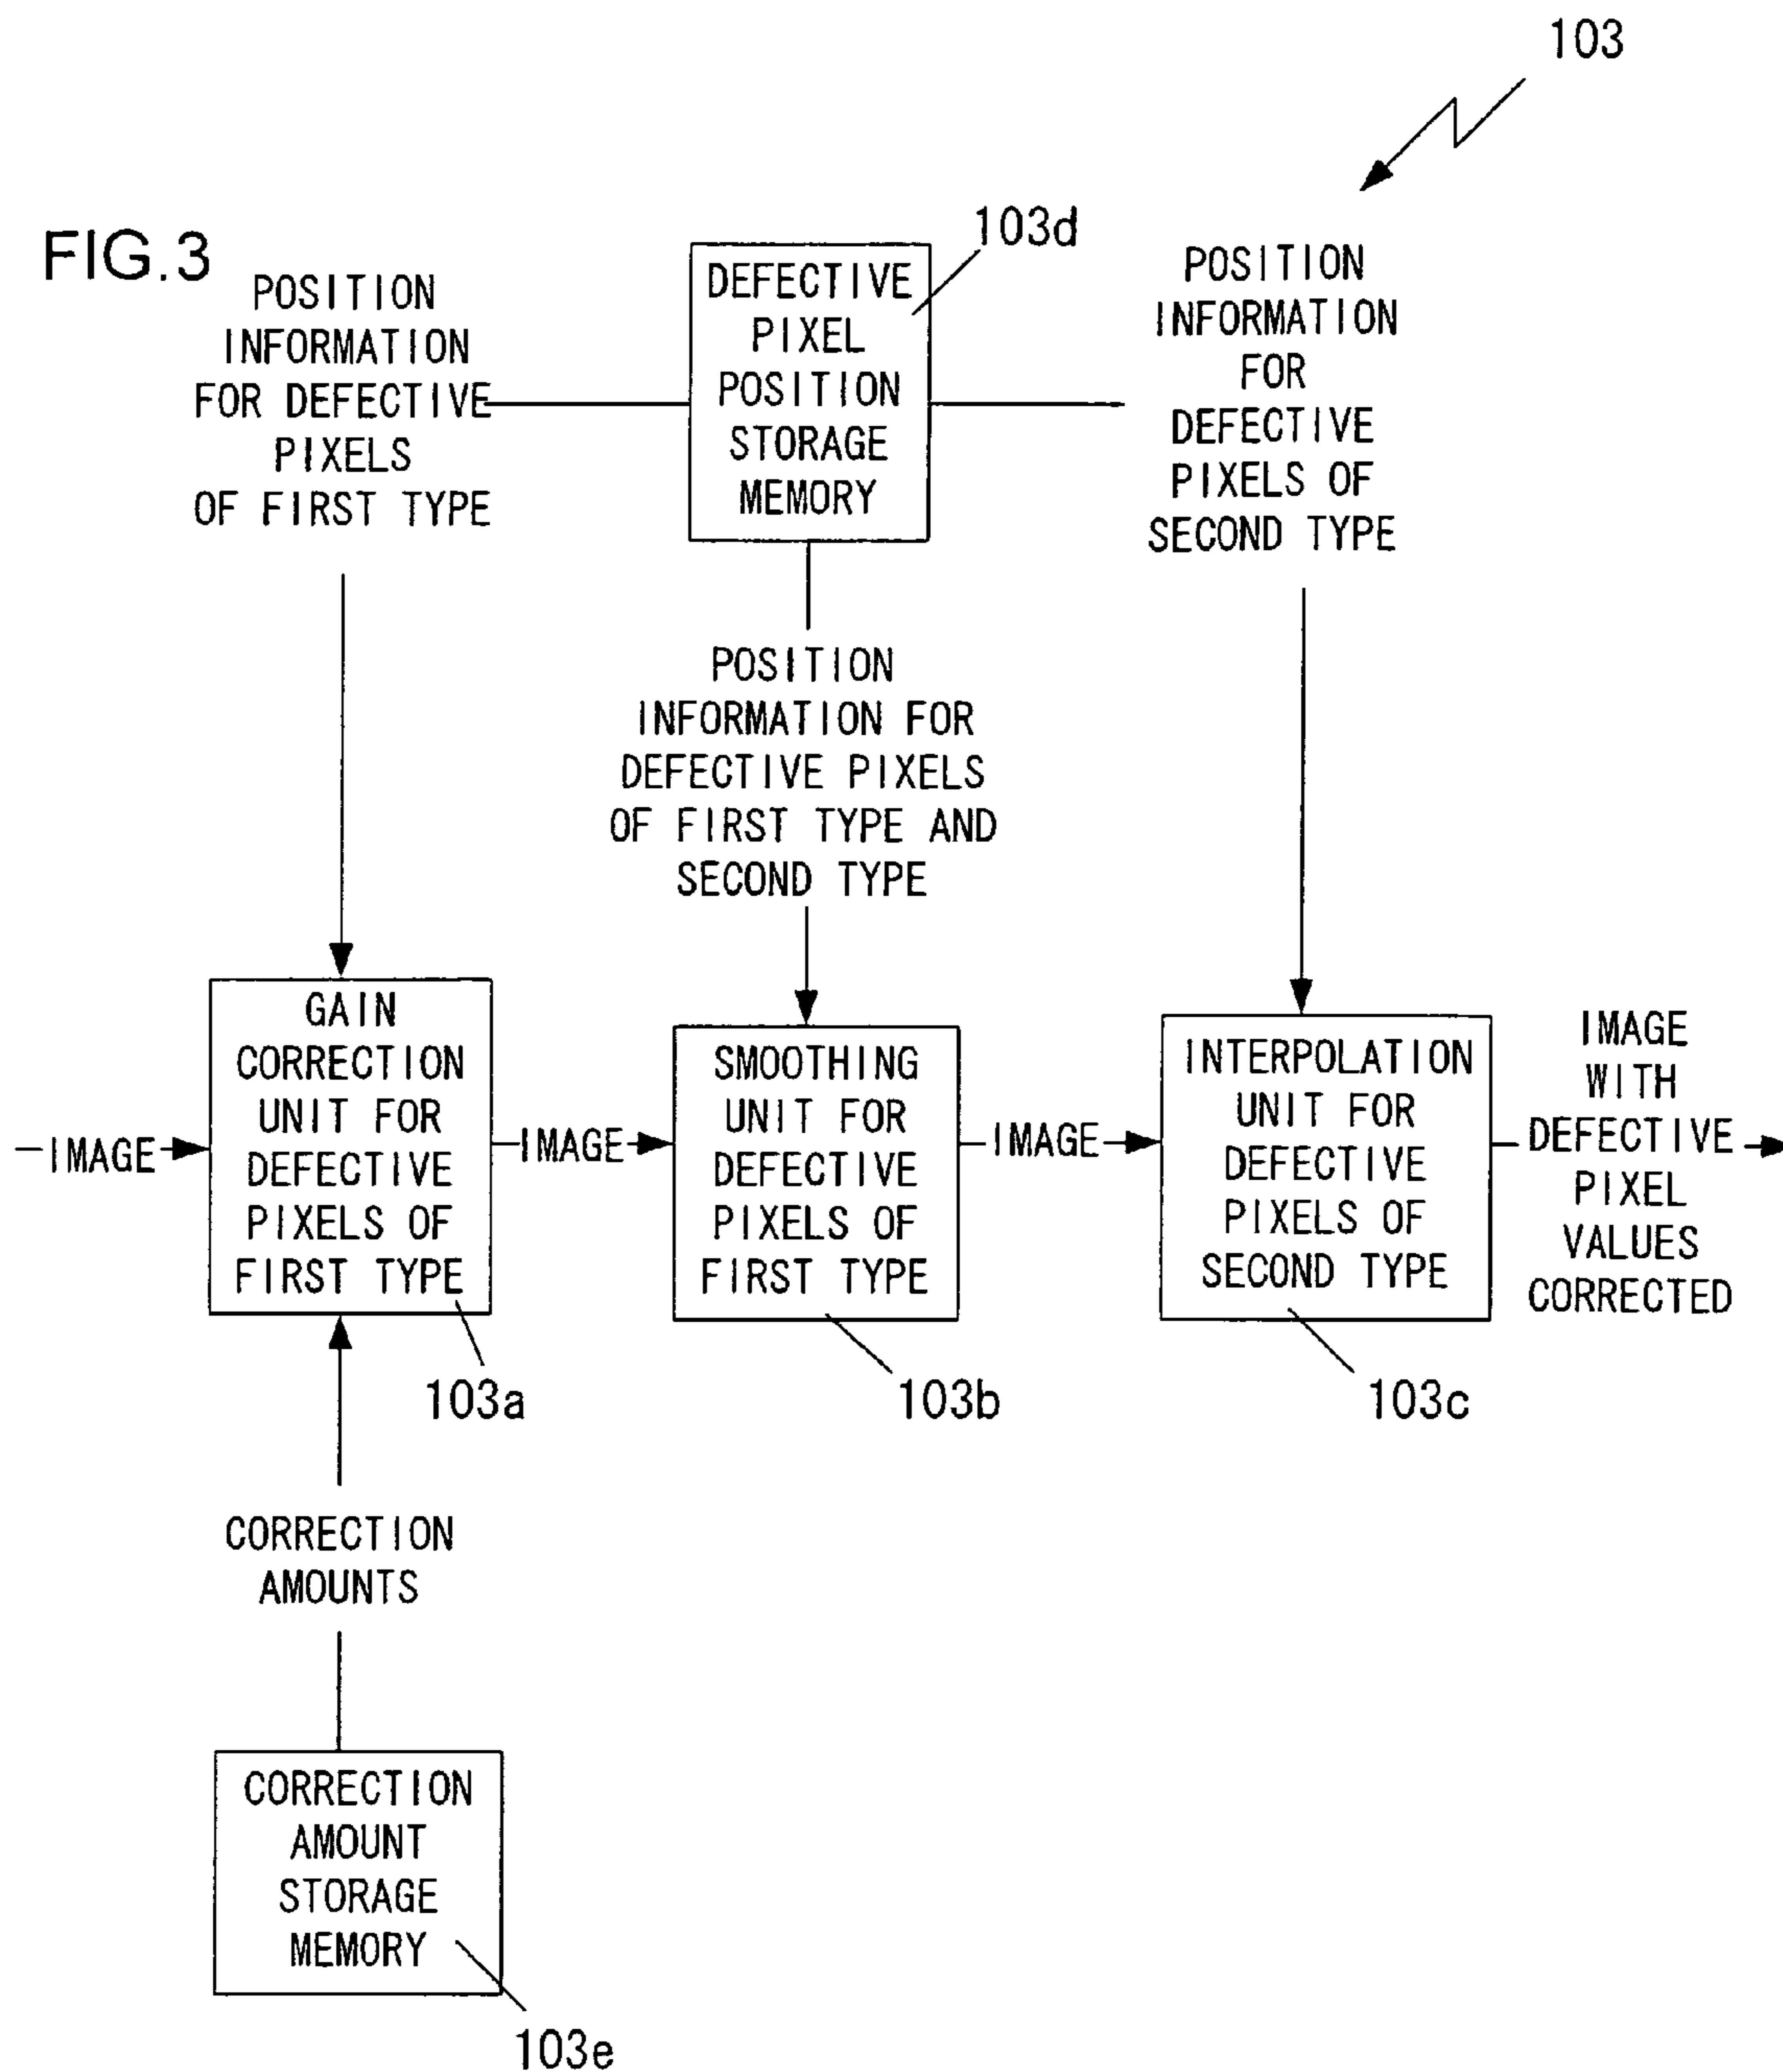 103
FIG.3
103d
POSITION
INFORMATION
FOR DEFECTIVE
PIXELS
OF FIRST TYPE
DEFECTIVE
PIXEL
POSITION
STORAGE
MEMORY
POSITION
INFORMATION
FOR
DEFECTIVE
PIXELS OF
SECOND TYPE
POSITION
INFORMATION FOR
DEFECTIVE PIXELS
OF FIRST TYPE AND
SECOND TYPE
IMAGE
GAIN
CORRECTION
UNIT FOR
DEFECTIVE
PIXELS OF
FIRST TYPE
IMAGE
SMOOTHING
UNIT FOR
DEFECTIVE
PIXELS OF
FIRST TYPE
IMAGE
INTERPOLATION
UNIT FOR
DEFECTIVE
PIXELS OF
SECOND TYPE
IMAGE
WITH
DEFECTIVE
PIXEL
VALUES
CORRECTED
103a
103b
103c
CORRECTION
AMOUNTS
CORRECTION
AMOUNT
STORAGE
MEMORY
103e